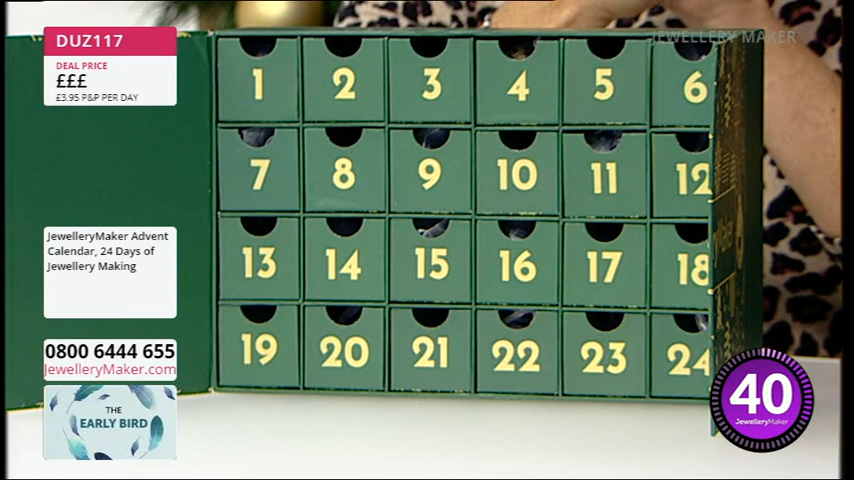 DUZ117
DEAL PRICE
£££
£3.95 P&P PER DAY
JEWELLERY MAKER
1 2 3 4 5 6
7 8 9 10 11 12
13 14 15 16 17 18
19 20 21 22 23 24
JewelleryMaker Advent
Calendar, 24 Days of
Jewellery Making
0800 6444 655
JewelleryMaker.com
THE
EARLY BIRD
40
JewelleryMaker